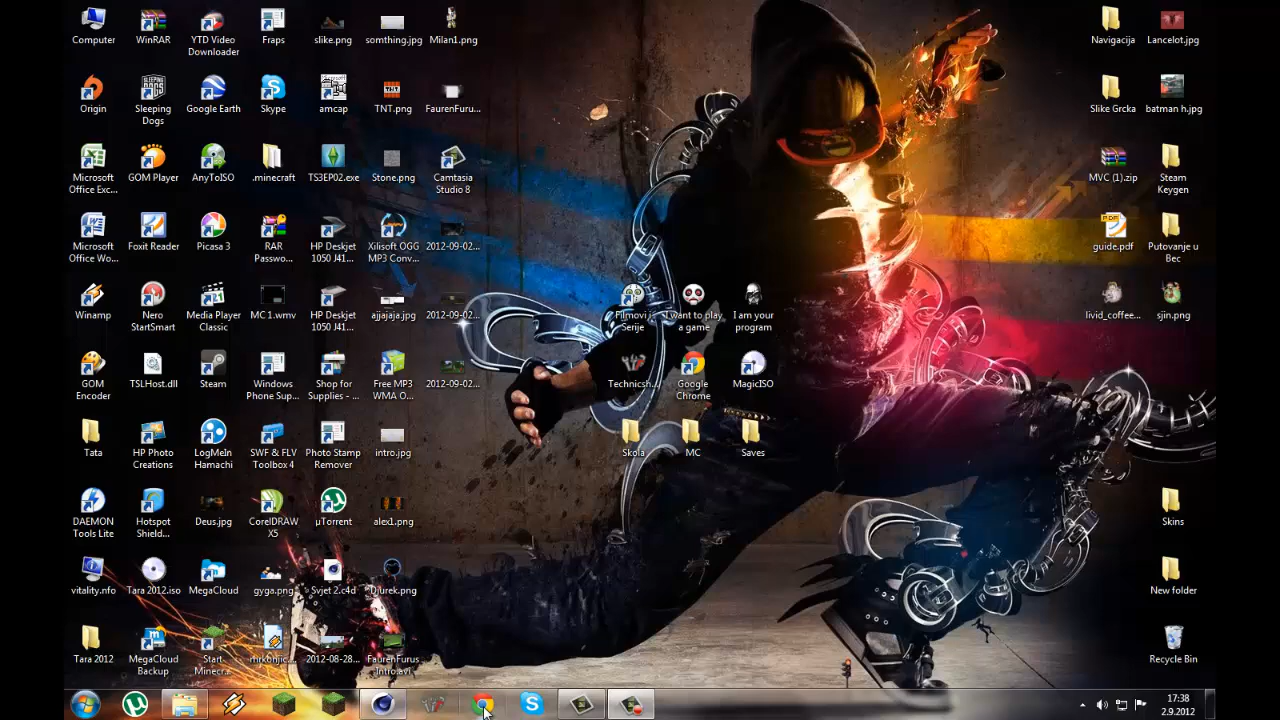 Computer
WinRAR
YTD Video
Downloader
Fraps
slike.png
somthing.jpg
Milan1.png
Navigacija
Lancelot.jpg
Origin
Sleeping
Dogs
Google Earth
Skype
amcap
TNT.png
FaurenFuru...
Slike Grcka
batman h.jpg
Microsoft
Office Exc...
GOM Player
AnyToISO
.minecraft
TS3EP02.exe
Stone.png
Camtasia
Studio 8
MVC (1).zip
Steam
Keygen
Microsoft
Office Wo...
Foxit Reader
Picasa 3
RAR
Passwo...
HP Deskjet
1050 J41...
Xilisoft OGG
MP3 Conv...
2012-09-02...
guide.pdf
Putovanje u
Bec
Winamp
Nero
StartSmart
Media Player
Classic
MC 1.wmv
HP Deskjet
1050 J41...
ajjajaja.jpg
2012-09-02...
Filmovi i
Serije
I want to play
a game
I am your
program
livid_coffee...
sjin.png
GOM
Encoder
TSLHost.dll
Steam
Windows
Phone Sup...
Shop for
Supplies - ...
Free MP3
WMA O...
2012-09-02...
Technicsh...
Google
Chrome
MagicISO
Tata
HP Photo
Creations
LogMeIn
Hamachi
SWF & FLV
Toolbox 4
Photo Stamp
Remover
intro.jpg
Skola
MC
Saves
DAEMON
Tools Lite
Hotspot
Shield...
Deus.jpg
CorelDRAW
X5
µTorrent
alex1.png
Skins
vitality.nfo
Tara 2012.iso
MegaCloud
gyga.png
Svjet 2.c4d
Djurek.png
New folder
Tara 2012
MegaCloud
Backup
Start
Minecr...
2012-08-28...
FaurenFurus
Intro.avi
Recycle Bin
17:38
2.9.2012